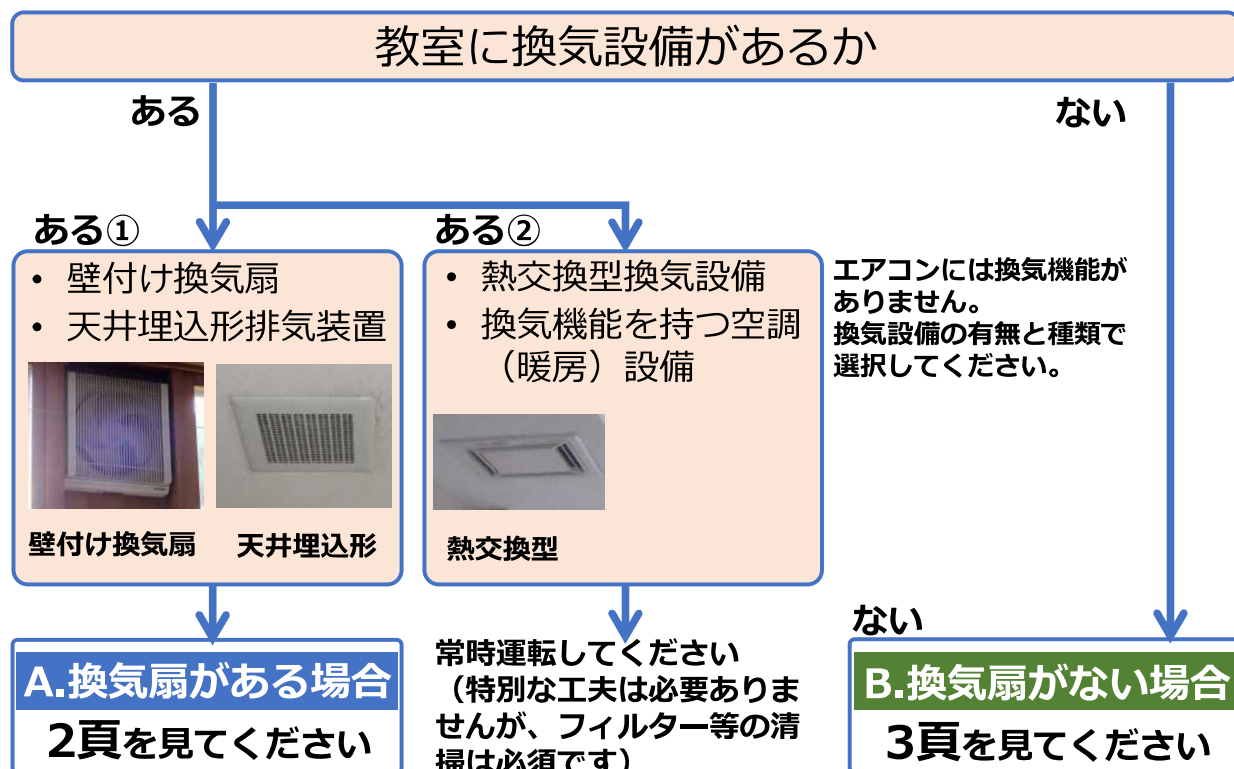 教室に換気設備があるか
ある
ない
ある①
• 壁付け換気扇
• 天井埋込形排気装置
壁付け換気扇
天井埋込形
ある②
• 熱交換型換気設備
• 換気機能を持つ空調
（暖房）設備
熱交換型
エアコンには換気機能が
ありません。
換気設備の有無と種類で
選択してください。
A.換気扇がある場合
2頁を見てください
常時運転してください
（特別な工夫は必要ありま
せんが、フィルター等の清
掃は必須です）
ない
B.換気扇がない場合
3頁を見てください